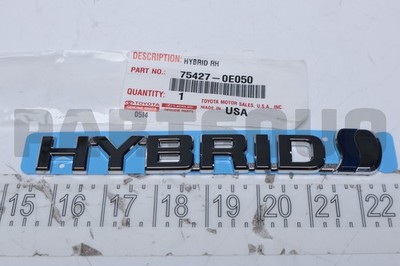 DESCRIPTION: HYBRID RH
PART NO.: 75427-0E050
QUANTITY: 1
TOYOTA
TOYOTA MOTOR SALES, U.S.A., INC.
MADE IN USA
HYBRID
15 16 17 18 19 20 21 22